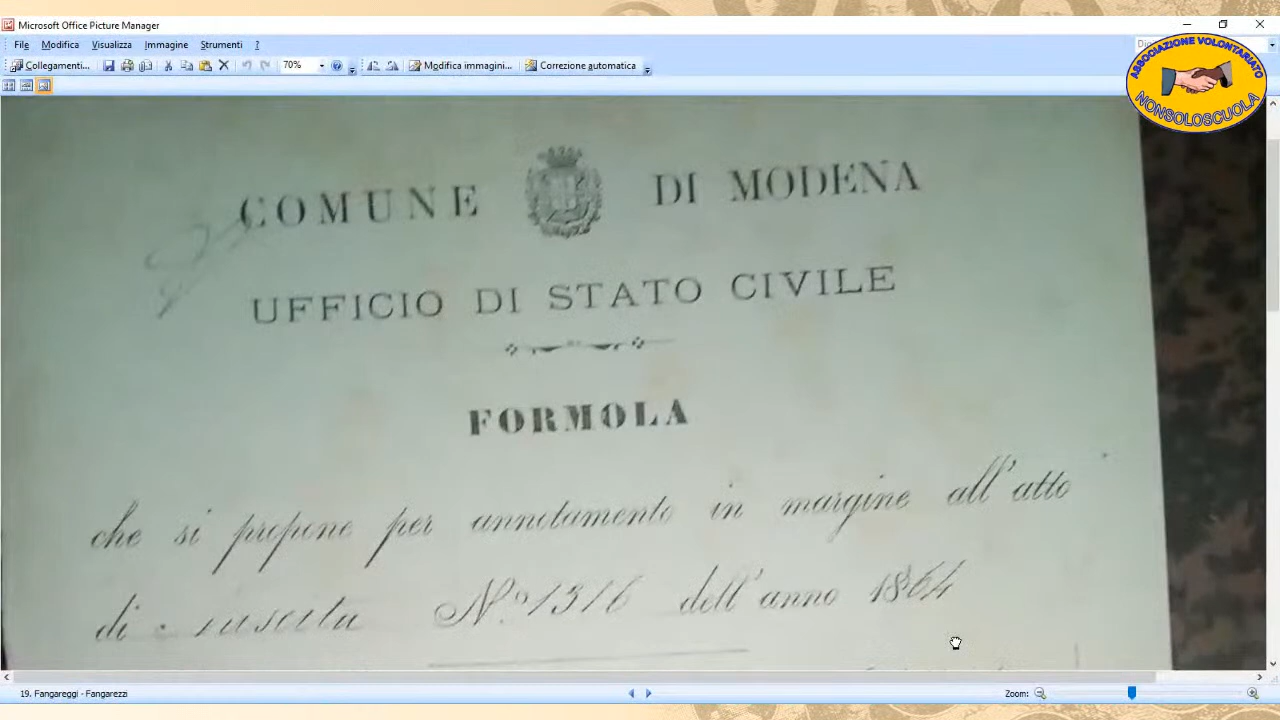 Microsoft Office Picture Manager
File Modifica Visualizza Immagine Strumenti ?
Collegamenti... 70% Modifica immagini... Correzione automatica
ASSOCIAZIONE VOLONTARIATO
NONSOLOSCUOLA
COMUNE DI MODENA
UFFICIO DI STATO CIVILE
FORMOLA
che si propone per annotamento in margine all'atto
di nascita N.º 1316 dell'anno 1864
19. Fangareggi - Fangarezzi
Zoom: